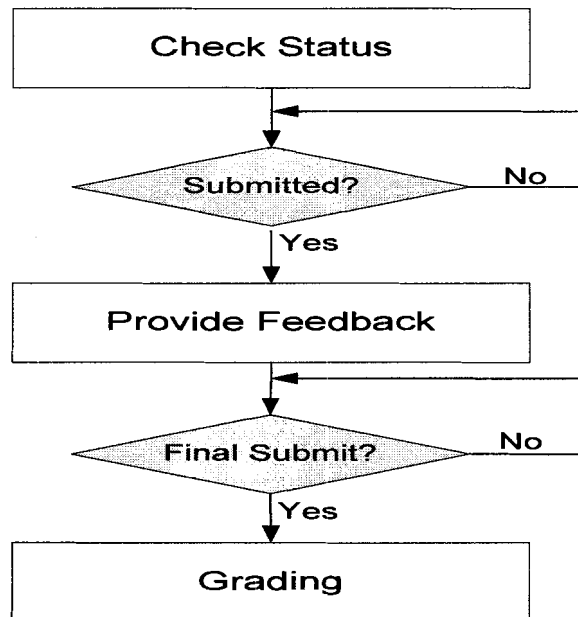 Check Status
Submitted?
No
Yes
Provide Feedback
Final Submit?
No
Yes
Grading